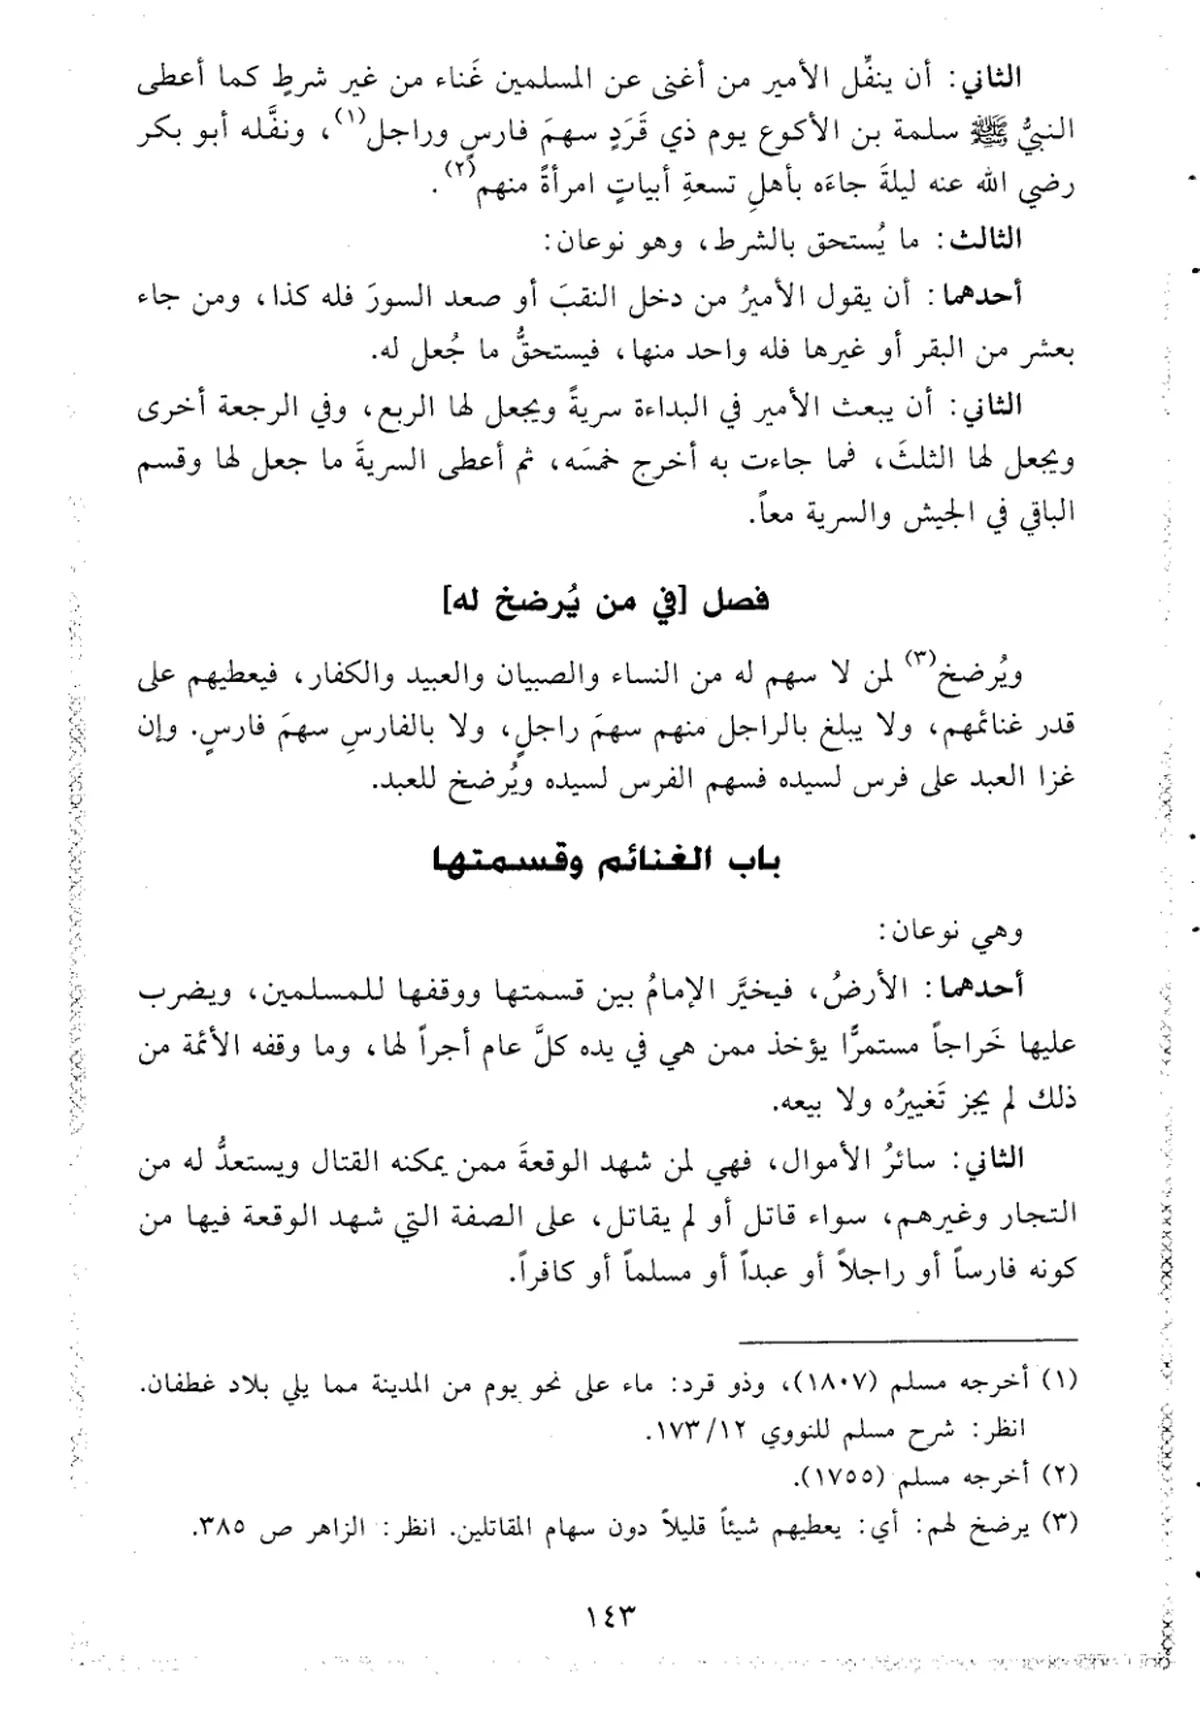 الثاني: أن ينفِّل الأمير من أغنى عن المسلمين غَناء من غير شرطٍ كما أعطى
النبيُّ ﷺ سلمة بن الأكوع يوم ذي قَرَدٍ سهمَ فارسٍ وراجل(١)، ونفَّله أبو بكر
رضي الله عنه ليلةَ جاءَه بأهلِ تسعةِ أبياتٍ امرأةً منهم(٢).
الثالث: ما يُستحق بالشرط، وهو نوعان:
أحدهما: أن يقول الأميرُ من دخل النقبَ أو صعد السورَ فله كذا، ومن جاء
بعشر من البقر أو غيرها فله واحد منها، فيستحقُّ ما جُعل له.
الثاني: أن يبعث الأمير في البداءة سريةً ويجعل لها الربع، وفي الرجعة أخرى
ويجعل لها الثلثَ، فما جاءت به أخرج خمسَه، ثم أعطى السريةَ ما جعل لها وقسم
الباقي في الجيش والسرية معاً.
فصل [في من يُرضخ له]
ويُرضخ(٣) لمن لا سهم له من النساء والصبيان والعبيد والكفار، فيعطيهم على
قدر غنائهم، ولا يبلغ بالراجل منهم سهمَ راجلٍ، ولا بالفارسِ سهمَ فارسٍ. وإن
غزا العبد على فرس لسيده فسهم الفرس لسيده ويُرضخ للعبد.
باب الغنائم وقسمتها
وهي نوعان:
أحدهما: الأرضُ، فيخيَّر الإمامُ بين قسمتها ووقفها للمسلمين، ويضرب
عليها خَراجاً مستمرًّا يؤخذ ممن هي في يده كلَّ عام أجراً لها، وما وقفه الأئمة من
ذلك لم يجز تَغييرُه ولا بيعه.
الثاني: سائرُ الأموال، فهي لمن شهد الوقعةَ ممن يمكنه القتال ويستعدُّ له من
التجار وغيرهم، سواء قاتل أو لم يقاتل، على الصفة التي شهد الوقعة فيها من
كونه فارساً أو راجلاً أو عبداً أو مسلماً أو كافراً.
(١) أخرجه مسلم (١٨٠٧)، وذو قرد: ماء على نحو يوم من المدينة مما يلي بلاد غطفان.
انظر: شرح مسلم للنووي ١٢/ ١٧٣.
(٢) أخرجه مسلم (١٧٥٥).
(٣) يرضخ لهم: أي: يعطيهم شيئاً قليلاً دون سهام المقاتلين. انظر: الزاهر ص ٣٨٥.
١٤٣